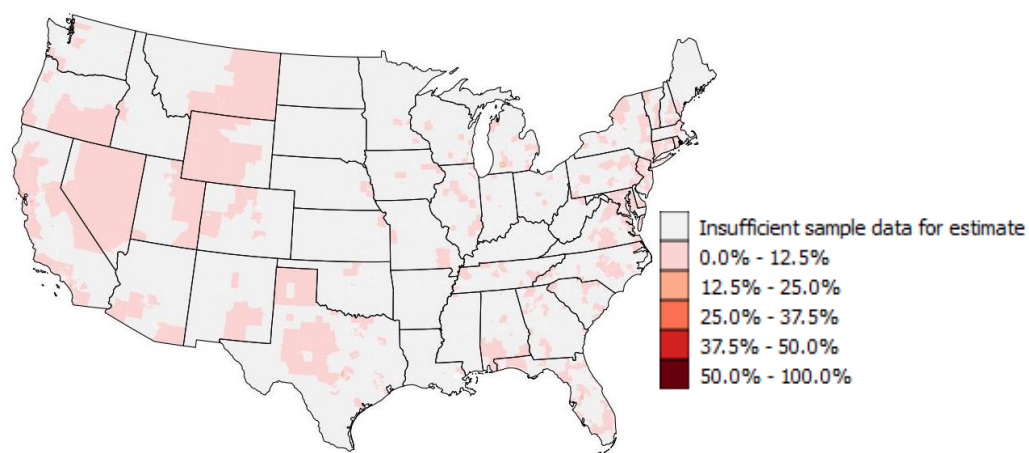 Insufficient sample data for estimate
0.0% - 12.5%
12.5% - 25.0%
25.0% - 37.5%
37.5% - 50.0%
50.0% - 100.0%